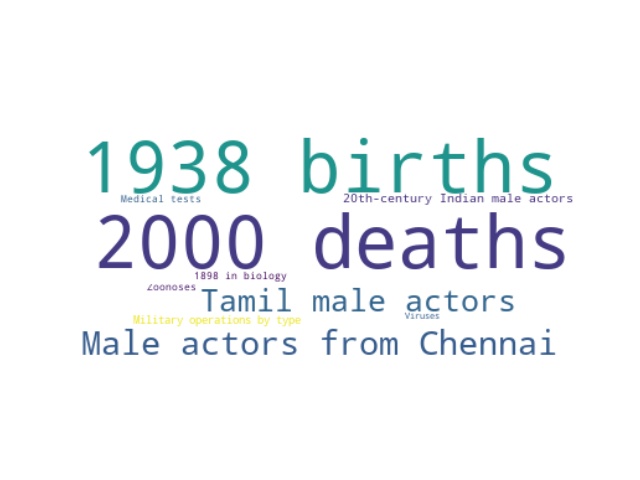 1938 births
Medical tests
20th-century Indian male actors
2000 deaths
1898 in biology
Zoonoses
Tamil male actors
Viruses
Military operations by type
Male actors from Chennai